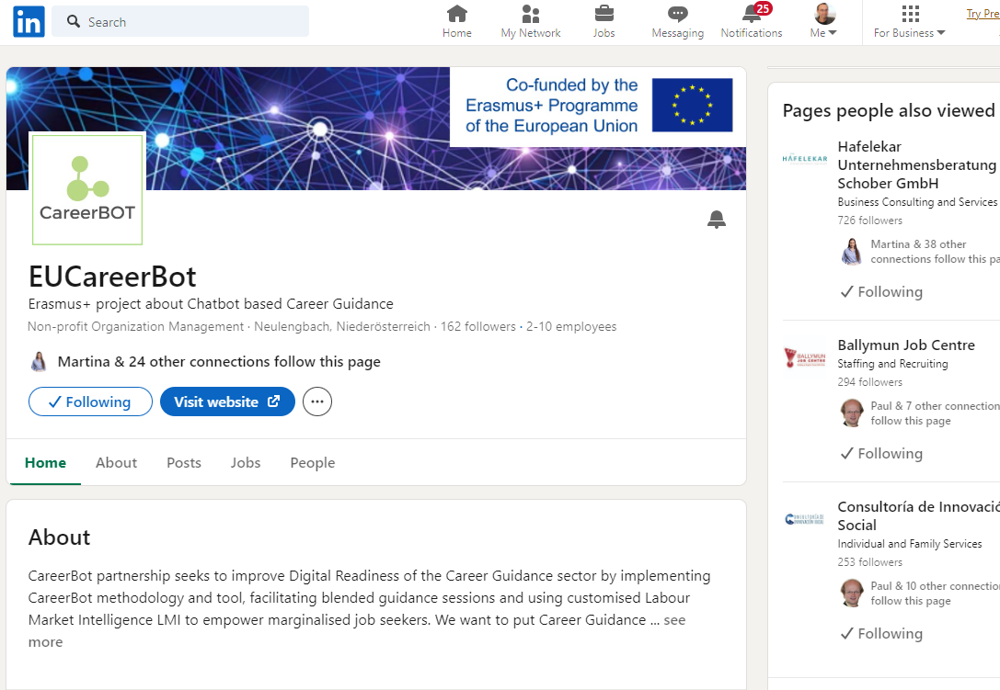 in
Search
Home
My Network
Jobs
Messaging
25
Notifications
Me
For Business
Try Pre
Co-funded by the
Erasmus+ Programme
of the European Union
CareerBOT
EUCareerBot
Erasmus+ project about Chatbot based Career Guidance
Non-profit Organization Management · Neulengbach, Niederösterreich · 162 followers · 2-10 employees
Martina & 24 other connections follow this page
Following
Visit website
Home
About
Posts
Jobs
People
About
CareerBot partnership seeks to improve Digital Readiness of the Career Guidance sector by implementing
CareerBot methodology and tool, facilitating blended guidance sessions and using customised Labour
Market Intelligence LMI to empower marginalised job seekers. We want to put Career Guidance ... see
more
Pages people also viewed
HAFELEKAR
Hafelekar
Unternehmensberatung
Schober GmbH
Business Consulting and Services
726 followers
Martina & 38 other
connections follow this pa
Following
BALLYMUN
JOB CENTRE
Ballymun Job Centre
Staffing and Recruiting
294 followers
Paul & 7 other connection
follow this page
Following
Consultoría de Innovació
Social
Individual and Family Services
253 followers
Paul & 10 other connectio
follow this page
Following